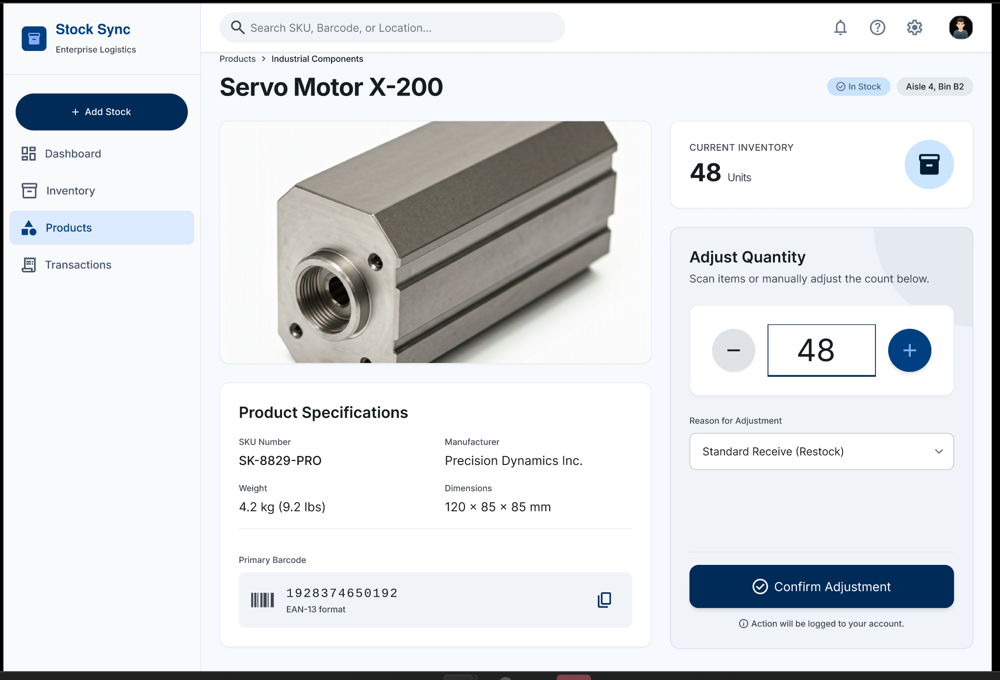 Stock Sync
Enterprise Logistics
Search SKU, Barcode, or Location...
+ Add Stock
Dashboard
Inventory
Products
Transactions
Products > Industrial Components
Servo Motor X-200
In Stock
Aisle 4, Bin B2
CURRENT INVENTORY
48 Units
Adjust Quantity
Scan items or manually adjust the count below.
− 48 +
Reason for Adjustment
Standard Receive (Restock)
Confirm Adjustment
Action will be logged to your account.
Product Specifications
SKU Number
SK-8829-PRO
Manufacturer
Precision Dynamics Inc.
Weight
4.2 kg (9.2 lbs)
Dimensions
120 × 85 × 85 mm
Primary Barcode
1928374650192
EAN-13 format